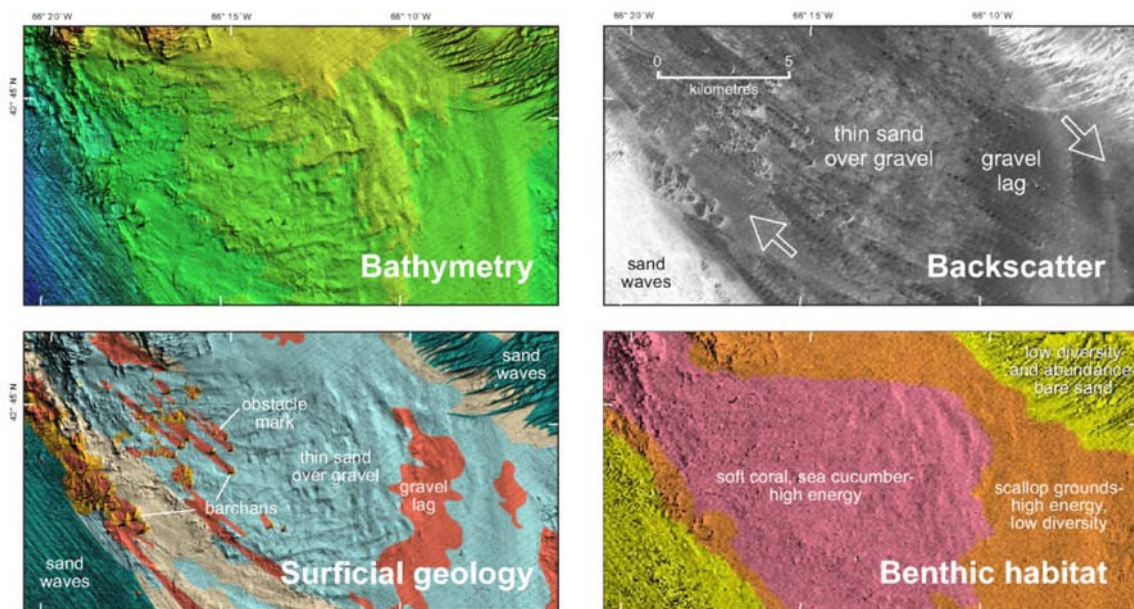 66° 20' W
66° 15' W
66° 10' W
66° 20' W
66° 15' W
66° 10' W
42° 45' N
Bathymetry
0
5
kilometres
thin sand
over gravel
gravel
lag
sand
waves
Backscatter
42° 45' N
sand
waves
obstacle
mark
thin sand
over gravel
gravel
lag
barchans
sand
waves
Surficial geology
low diversity
and abundance-
bare sand
soft coral, sea cucumber-
high energy
scallop grounds-
high energy,
low diversity
Benthic habitat